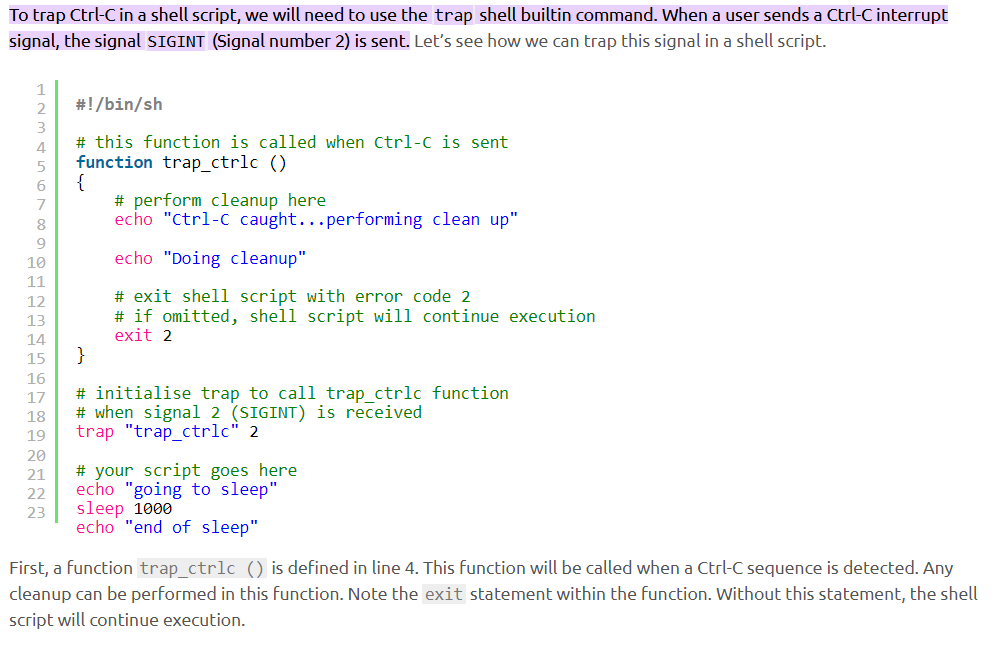 To trap Ctrl-C in a shell script, we will need to use the trap shell builtin command. When a user sends a Ctrl-C interrupt
signal, the signal SIGINT (Signal number 2) is sent. Let’s see how we can trap this signal in a shell script.
1
2 #!/bin/sh
3
4 # this function is called when Ctrl-C is sent
5 function trap_ctrlc ()
6 {
7     # perform cleanup here
8     echo "Ctrl-C caught...performing clean up"
9
10     echo "Doing cleanup"
11
12     # exit shell script with error code 2
13     # if omitted, shell script will continue execution
14     exit 2
15 }
16
17 # initialise trap to call trap_ctrlc function
18 # when signal 2 (SIGINT) is received
19 trap "trap_ctrlc" 2
20
21 # your script goes here
22 echo "going to sleep"
23 sleep 1000
echo "end of sleep"
First, a function trap_ctrlc () is defined in line 4. This function will be called when a Ctrl-C sequence is detected. Any
cleanup can be performed in this function. Note the exit statement within the function. Without this statement, the shell
script will continue execution.